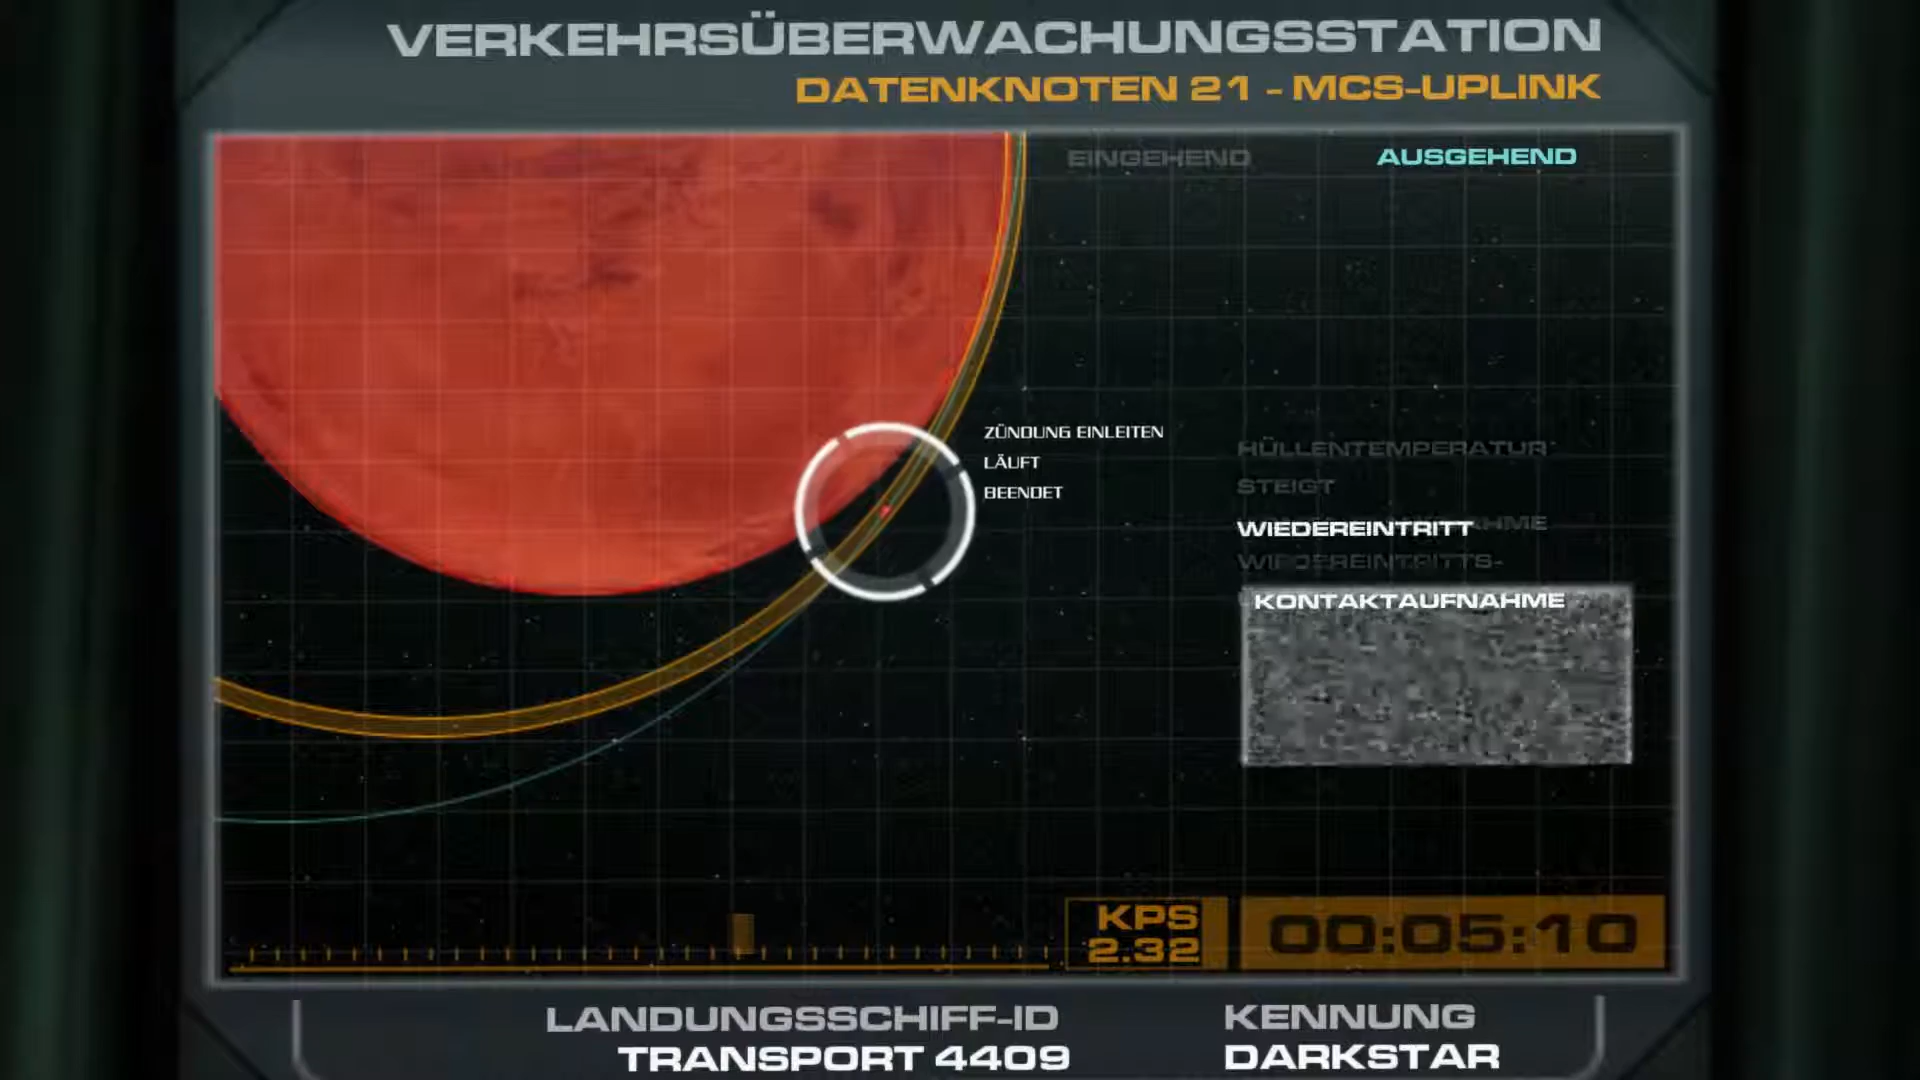 VERKEHRSÜBERWACHUNGSSTATION
DATENKNOTEN 21 - MCS-UPLINK
EINGEHEND
AUSGEHEND
ZÜNDUNG EINLEITEN
LÄUFT
BEENDET
HÜLLENTEMPERATUR
STEIGT
WIEDEREINTRITT
WIEDEREINTRITTS-
KONTAKTAUFNAHME
KPS
2.32
00:05:10
LANDUNGSSCHIFF-ID
TRANSPORT 4409
KENNUNG
DARKSTAR